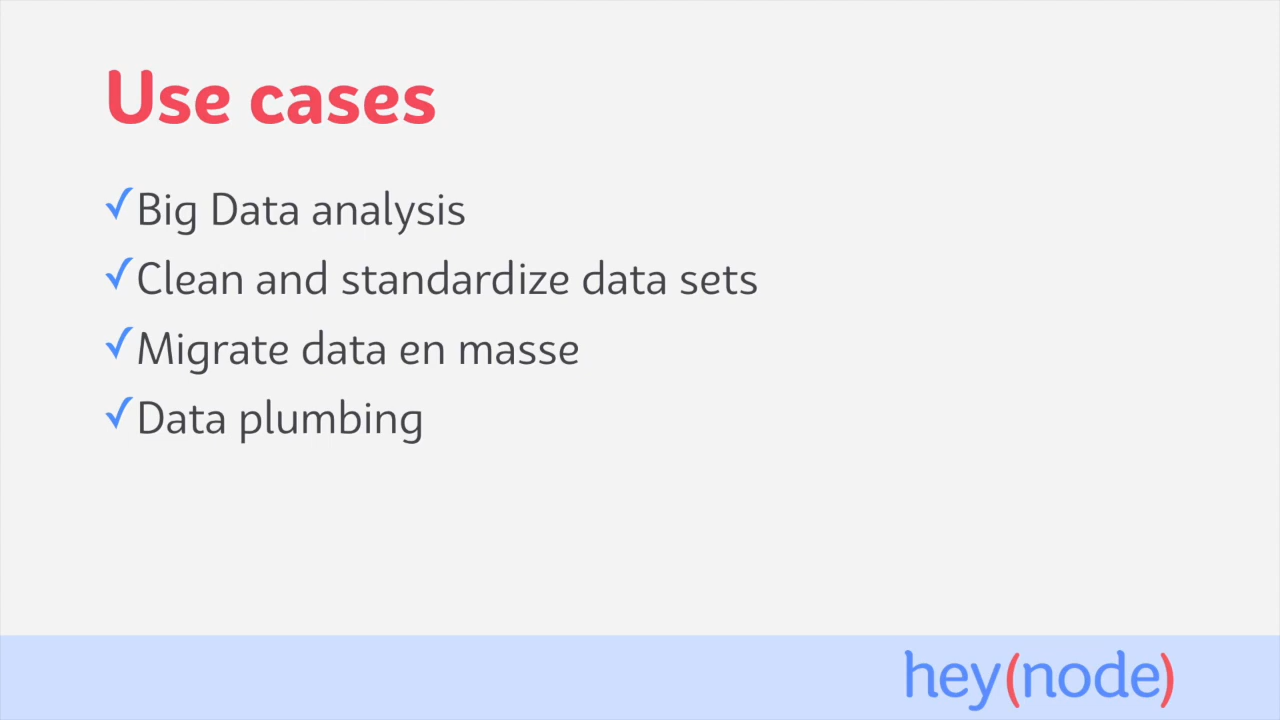 Use cases
✓Big Data analysis
✓Clean and standardize data sets
✓Migrate data en masse
✓Data plumbing
hey(node)